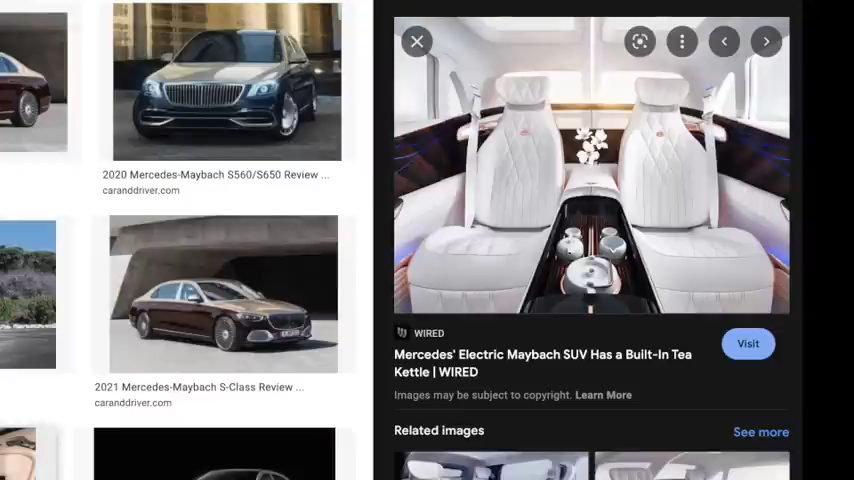 2020 Mercedes-Maybach S560/S650 Review ...
caranddriver.com
2021 Mercedes-Maybach S-Class Review ...
caranddriver.com
WIRED
Mercedes' Electric Maybach SUV Has a Built-In Tea
Kettle | WIRED
Visit
Images may be subject to copyright. Learn More
Related images
See more